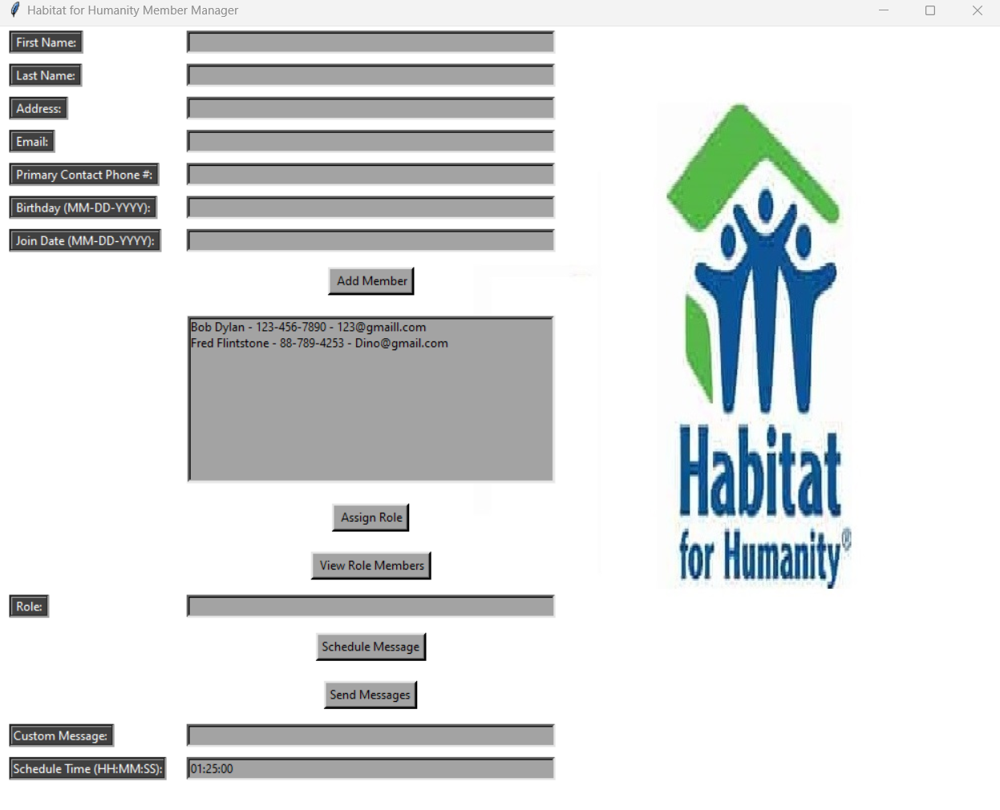 Habitat for Humanity Member Manager
First Name:
Last Name:
Address:
Email:
Primary Contact Phone #:
Birthday (MM-DD-YYYY):
Join Date (MM-DD-YYYY):
Add Member
Bob Dylan - 123-456-7890 - 123@gmaill.com
Fred Flintstone - 88-789-4253 - Dino@gmail.com
Assign Role
View Role Members
Role:
Schedule Message
Send Messages
Custom Message:
Schedule Time (HH:MM:SS):
01:25:00
Habitat
for Humanity®